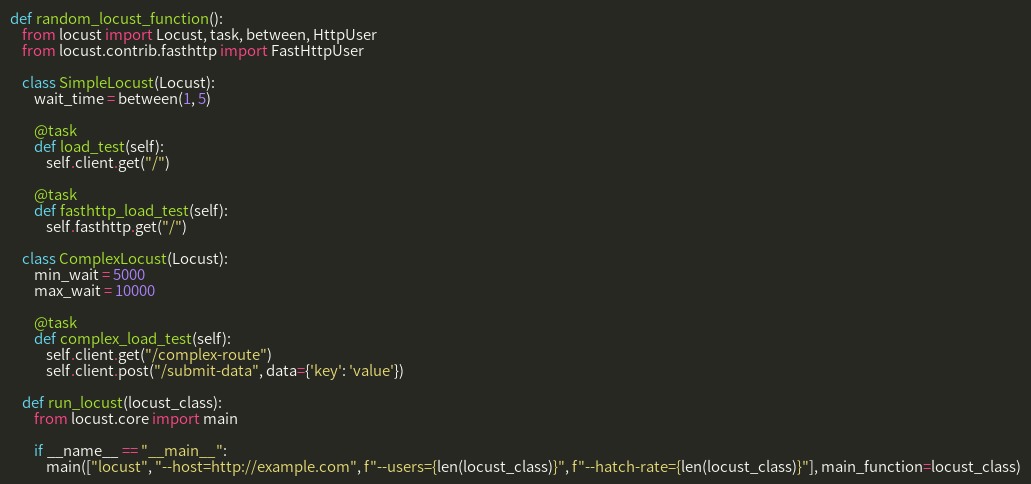 def random_locust_function():
from locust import Locust, task, between, HttpUser
from locust.contrib.fasthttp import FastHttpUser
class SimpleLocust(Locust):
wait_time = between(1, 5)
@task
def load_test(self):
self.client.get("/")
@task
def fasthttp_load_test(self):
self.fasthttp.get("/")
class ComplexLocust(Locust):
min_wait = 5000
max_wait = 10000
@task
def complex_load_test(self):
self.client.get("/complex-route")
self.client.post("/submit-data", data={'key': 'value'})
def run_locust(locust_class):
from locust.core import main
if __name__ == "__main__":
main(["locust", "--host=http://example.com", f"--users={len(locust_class)}", f"--hatch-rate={len(locust_class)}"], main_function=locust_class)